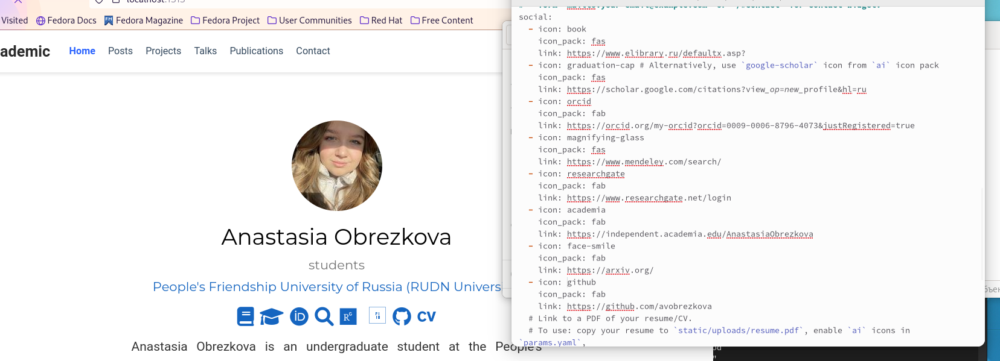 localhost:1313
Visited Fedora Docs Fedora Magazine Fedora Project User Communities Red Hat Free Content
ademic Home Posts Projects Talks Publications Contact
Anastasia Obrezkova
students
People's Friendship University of Russia (RUDN Univers
iD R⁶ CV
Anastasia Obrezkova is an undergraduate student at the People's
social:
- icon: book
icon_pack: fas
link: https://www.elibrary.ru/defaultx.asp?
- icon: graduation-cap # Alternatively, use `google-scholar` icon from `ai` icon pack
icon_pack: fas
link: https://scholar.google.com/citations?view_op=new_profile&hl=ru
- icon: orcid
icon_pack: fab
link: https://orcid.org/my-orcid?orcid=0009-0006-8796-4073&justRegistered=true
- icon: magnifying-glass
icon_pack: fas
link: https://www.mendeley.com/search/
- icon: researchgate
icon_pack: fab
link: https://www.researchgate.net/login
- icon: academia
icon_pack: fab
link: https://independent.academia.edu/AnastasiaObrezkova
- icon: face-smile
icon_pack: fab
link: https://arxiv.org/
- icon: github
icon_pack: fab
link: https://github.com/avobrezkova
# Link to a PDF of your resume/CV.
# To use: copy your resume to `static/uploads/resume.pdf`, enable `ai` icons in
`params.yaml`,